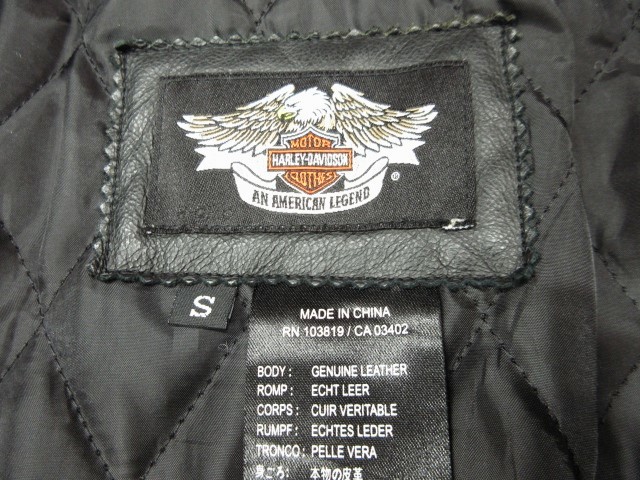 MOTOR
HARLEY-DAVIDSON
CLOTHES
AN AMERICAN LEGEND ®
S
MADE IN CHINA
RN 103819 / CA 03402
BODY : GENUINE LEATHER
ROMP : ECHT LEER
CORPS : CUIR VERITABLE
RUMPF : ECHTES LEDER
TRONCO : PELLE VERA
身ごろ : 本物の皮革